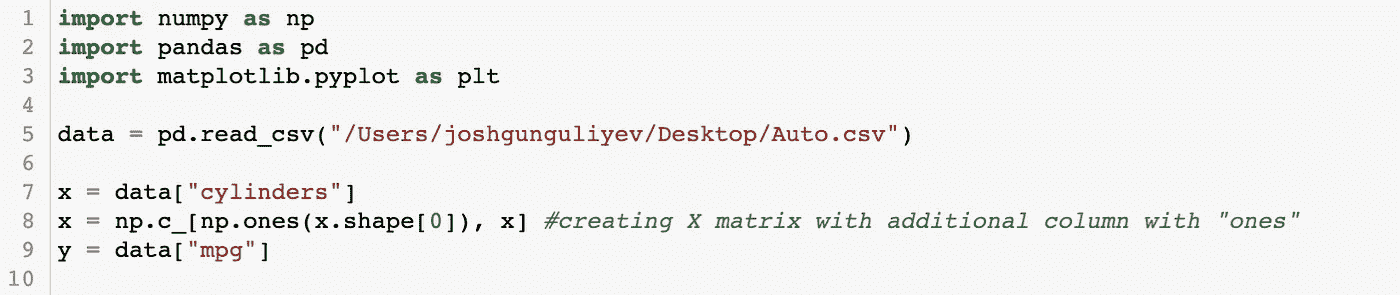 1 import numpy as np
2 import pandas as pd
3 import matplotlib.pyplot as plt
4
5 data = pd.read_csv("/Users/joshgunguliyev/Desktop/Auto.csv")
6
7 x = data["cylinders"]
8 x = np.c_[np.ones(x.shape[0]), x] #creating X matrix with additional column with "ones"
9 y = data["mpg"]
10